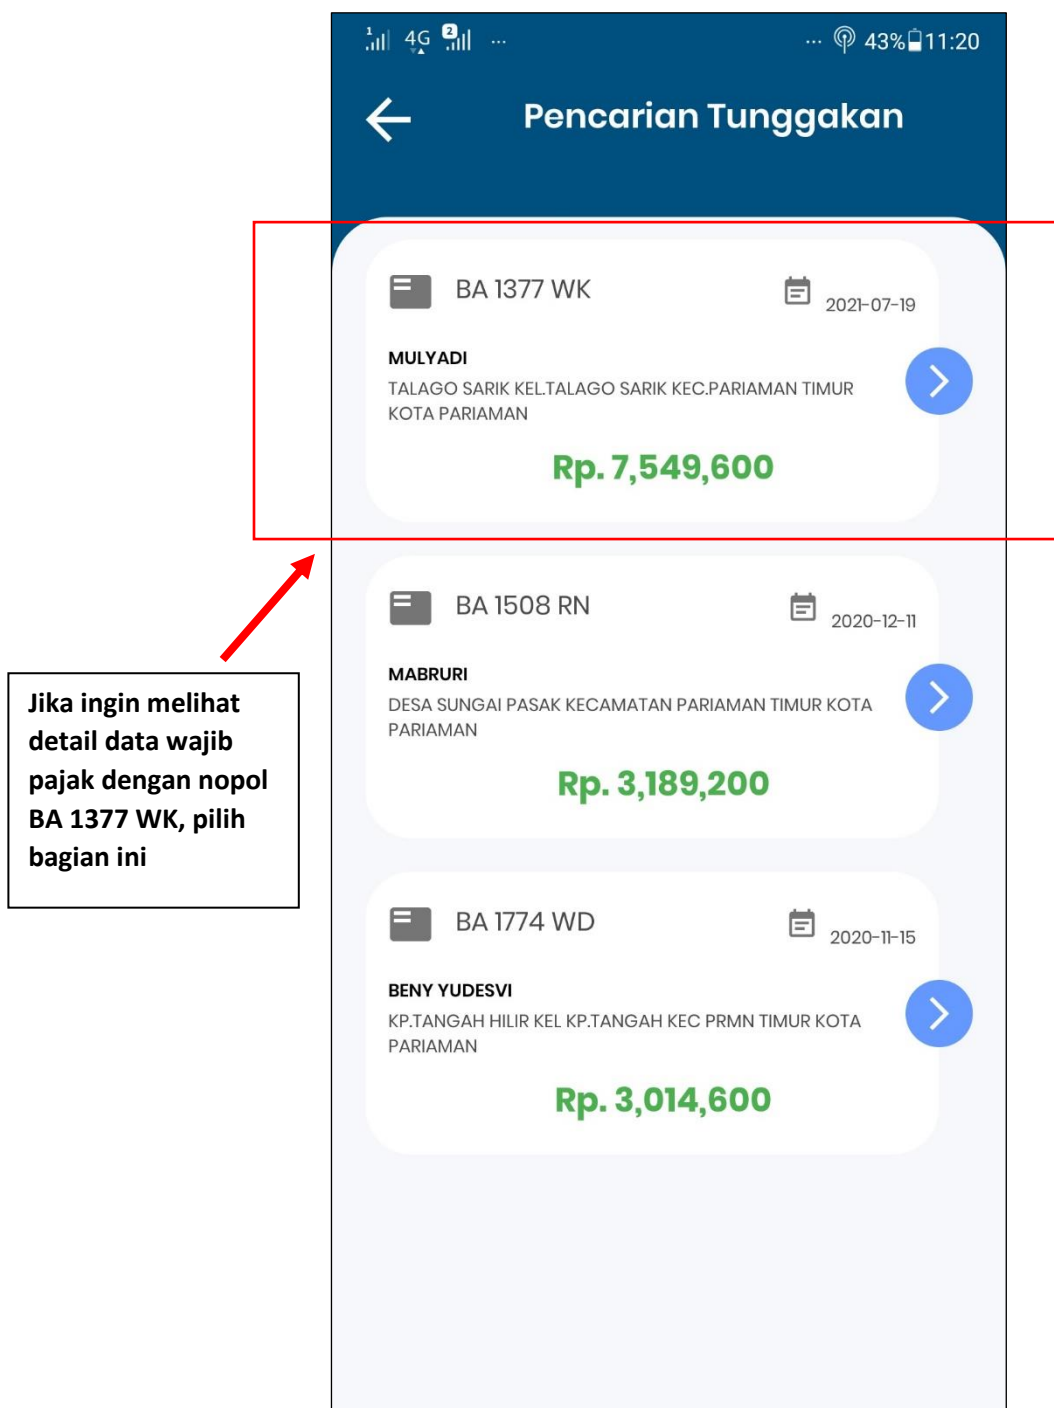 1 4G 2 ... ... 43% 11:20
Pencarian Tunggakan
BA 1377 WK 2021-07-19
MULYADI
TALAGO SARIK KEL.TALAGO SARIK KEC.PARIAMAN TIMUR
KOTA PARIAMAN
Rp. 7,549,600
BA 1508 RN 2020-12-11
MABRURI
DESA SUNGAI PASAK KECAMATAN PARIAMAN TIMUR KOTA
PARIAMAN
Rp. 3,189,200
BA 1774 WD 2020-11-15
BENY YUDESVI
KP.TANGAH HILIR KEL KP.TANGAH KEC PRMN TIMUR KOTA
PARIAMAN
Rp. 3,014,600
Jika ingin melihat
detail data wajib
pajak dengan nopol
BA 1377 WK, pilih
bagian ini